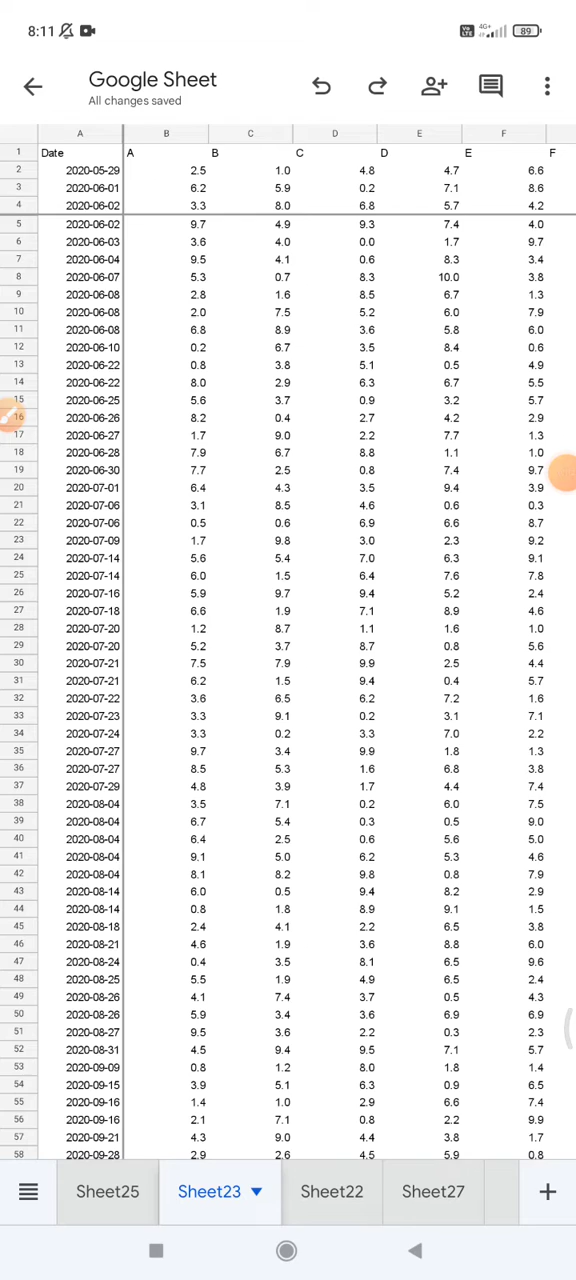 8:11 Vo LTE 4G+ 89
Google Sheet
All changes saved
A B C D E F
1 Date A B C D E F
2 2020-05-29 2.5 1.0 4.8 4.7 6.6
3 2020-06-01 6.2 5.9 0.2 7.1 8.6
4 2020-06-02 3.3 8.0 6.8 5.7 4.2
5 2020-06-02 9.7 4.9 9.3 7.4 4.0
6 2020-06-03 3.6 4.0 0.0 1.7 9.7
7 2020-06-04 9.5 4.1 0.6 8.3 3.4
8 2020-06-07 5.3 0.7 8.3 10.0 3.8
9 2020-06-08 2.8 1.6 8.5 6.7 1.3
10 2020-06-08 2.0 7.5 5.2 6.0 7.9
11 2020-06-08 6.8 8.9 3.6 5.8 6.0
12 2020-06-10 0.2 6.7 3.5 8.4 0.6
13 2020-06-22 0.8 3.8 5.1 0.5 4.9
14 2020-06-22 8.0 2.9 6.3 6.7 5.5
15 2020-06-25 5.6 3.7 0.9 3.2 5.7
16 2020-06-26 8.2 0.4 2.7 4.2 2.9
17 2020-06-27 1.7 9.0 2.2 7.7 1.3
18 2020-06-28 7.9 6.7 8.8 1.1 1.0
19 2020-06-30 7.7 2.5 0.8 7.4 9.7
20 2020-07-01 6.4 4.3 3.5 9.4 3.9
21 2020-07-06 3.1 8.5 4.6 0.6 0.3
22 2020-07-06 0.5 0.6 6.9 6.6 8.7
23 2020-07-09 1.7 9.8 3.0 2.3 9.2
24 2020-07-14 5.6 5.4 7.0 6.3 9.1
25 2020-07-14 6.0 1.5 6.4 7.6 7.8
26 2020-07-16 5.9 9.7 9.4 5.2 2.4
27 2020-07-18 6.6 1.9 7.1 8.9 4.6
28 2020-07-20 1.2 8.7 1.1 1.6 1.0
29 2020-07-20 5.2 3.7 8.7 0.8 5.6
30 2020-07-21 7.5 7.9 9.9 2.5 4.4
31 2020-07-21 6.2 1.5 9.4 0.4 5.7
32 2020-07-22 3.6 6.5 6.2 7.2 1.6
33 2020-07-23 3.3 9.1 0.2 3.1 7.1
34 2020-07-24 3.3 0.2 3.3 7.0 2.2
35 2020-07-27 9.7 3.4 9.9 1.8 1.3
36 2020-07-27 8.5 5.3 1.6 6.8 3.8
37 2020-07-29 4.8 3.9 1.7 4.4 7.4
38 2020-08-04 3.5 7.1 0.2 6.0 7.5
39 2020-08-04 6.7 5.4 0.3 0.5 9.0
40 2020-08-04 6.4 2.5 0.6 5.6 5.0
41 2020-08-04 9.1 5.0 6.2 5.3 4.6
42 2020-08-04 8.1 8.2 9.8 0.8 7.9
43 2020-08-14 6.0 0.5 9.4 8.2 2.9
44 2020-08-14 0.8 1.8 8.9 9.1 1.5
45 2020-08-18 2.4 4.1 2.2 6.5 3.8
46 2020-08-21 4.6 1.9 3.6 8.8 6.0
47 2020-08-24 0.4 3.5 8.1 6.5 9.6
48 2020-08-25 5.5 1.9 4.9 6.5 2.4
49 2020-08-26 4.1 7.4 3.7 0.5 4.3
50 2020-08-26 5.9 3.4 3.6 6.9 6.9
51 2020-08-27 9.5 3.6 2.2 0.3 2.3
52 2020-08-31 4.5 9.4 9.5 7.1 5.7
53 2020-09-09 0.8 1.2 8.0 1.8 1.4
54 2020-09-15 3.9 5.1 6.3 0.9 6.5
55 2020-09-16 1.4 1.0 2.9 6.6 7.4
56 2020-09-16 2.1 7.1 0.8 2.2 9.9
57 2020-09-21 4.3 9.0 4.4 3.8 1.7
58 2020-09-28 2.9 2.6 4.5 5.9 0.8
Sheet25 Sheet23 Sheet22 Sheet27